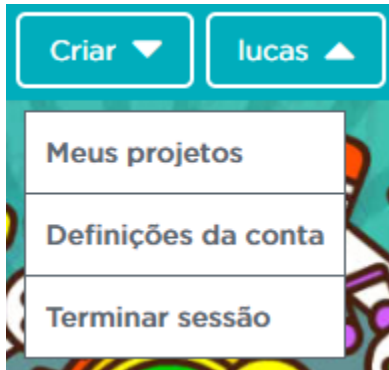 Criar
lucas
Meus projetos
Definições da conta
Terminar sessão